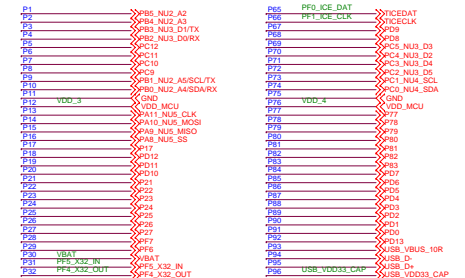 P1 PB5_NU2_A2
P2 PB4_NU2_A3
P3 PB3_NU3_D1/TX
P4 PB2_NU3_D0/RX
P5 PC12
P6 PC11
P7 PC10
P8 PC9
P9 PB1_NU2_A5/SCL/TX
P10 PB0_NU2_A4/SDA/RX
P11 GND
P12 VDD_3 VDD_MCU
P13 PA11_NU5_CLK
P14 PA10_NU5_MOSI
P15 PA9_NU5_MISO
P16 PA8_NU5_SS
P17 P17
P18 PD12
P19 PD11
P20 PD10
P21 P21
P22 P22
P23 P23
P24 P24
P25 P25
P26 P26
P27 P27
P28 PF7
P29 PF6
P30 VBAT VBAT
P31 PF5_X32_IN PF5_X32_IN
P32 PF4_X32_OUT PF4_X32_OUT
P65 PF0_ICE_DAT TICEDAT
P66 PF1_ICE_CLK TICECLK
P67 PD9
P68 PD8
P69 PC5_NU3_D3
P70 PC4_NU3_D2
P71 PC3_NU3_D4
P72 PC2_NU3_D5
P73 PC1_NU4_SCL
P74 PC0_NU4_SDA
P75 GND
P76 VDD_4 VDD_MCU
P77 P77
P78 P78
P79 P79
P80 P80
P81 P81
P82 P82
P83 P83
P84 PD7
P85 PD6
P86 PD5
P87 PD4
P88 PD3
P89 PD2
P90 PD1
P91 PD0
P92 PD13
P93 USB_VBUS_10R
P94 USB_D-
P95 USB_D+
P96 USB_VDD33_CAP USB_VDD33_CAP